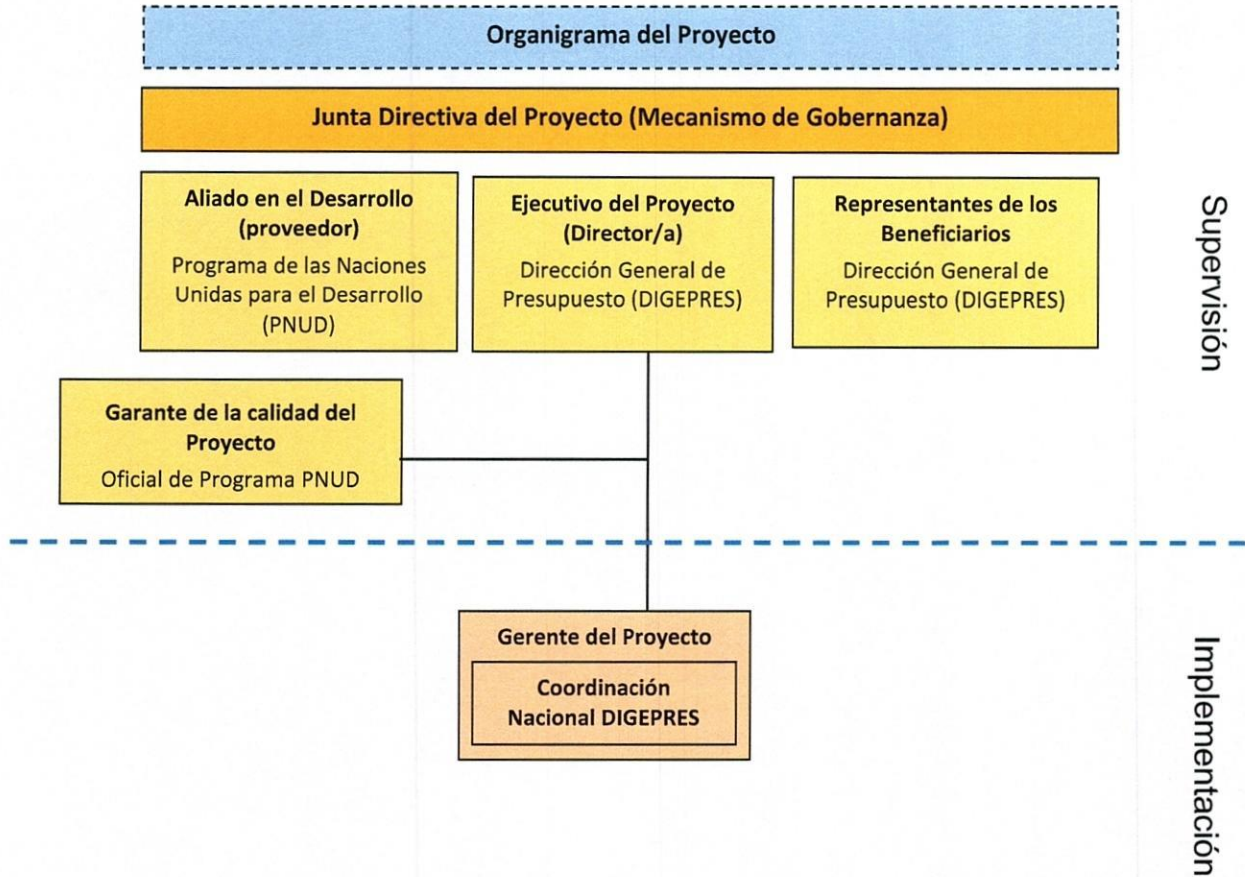 Organigrama del Proyecto
Junta Directiva del Proyecto (Mecanismo de Gobernanza)
Aliado en el Desarrollo
(proveedor)
Programa de las Naciones
Unidas para el Desarrollo
(PNUD)
Ejecutivo del Proyecto
(Director/a)
Dirección General de
Presupuesto (DIGEPRES)
Representantes de los
Beneficiarios
Dirección General de
Presupuesto (DIGEPRES)
Supervisión
Garante de la calidad del
Proyecto
Oficial de Programa PNUD
Gerente del Proyecto
Coordinación
Nacional DIGEPRES
Implementación